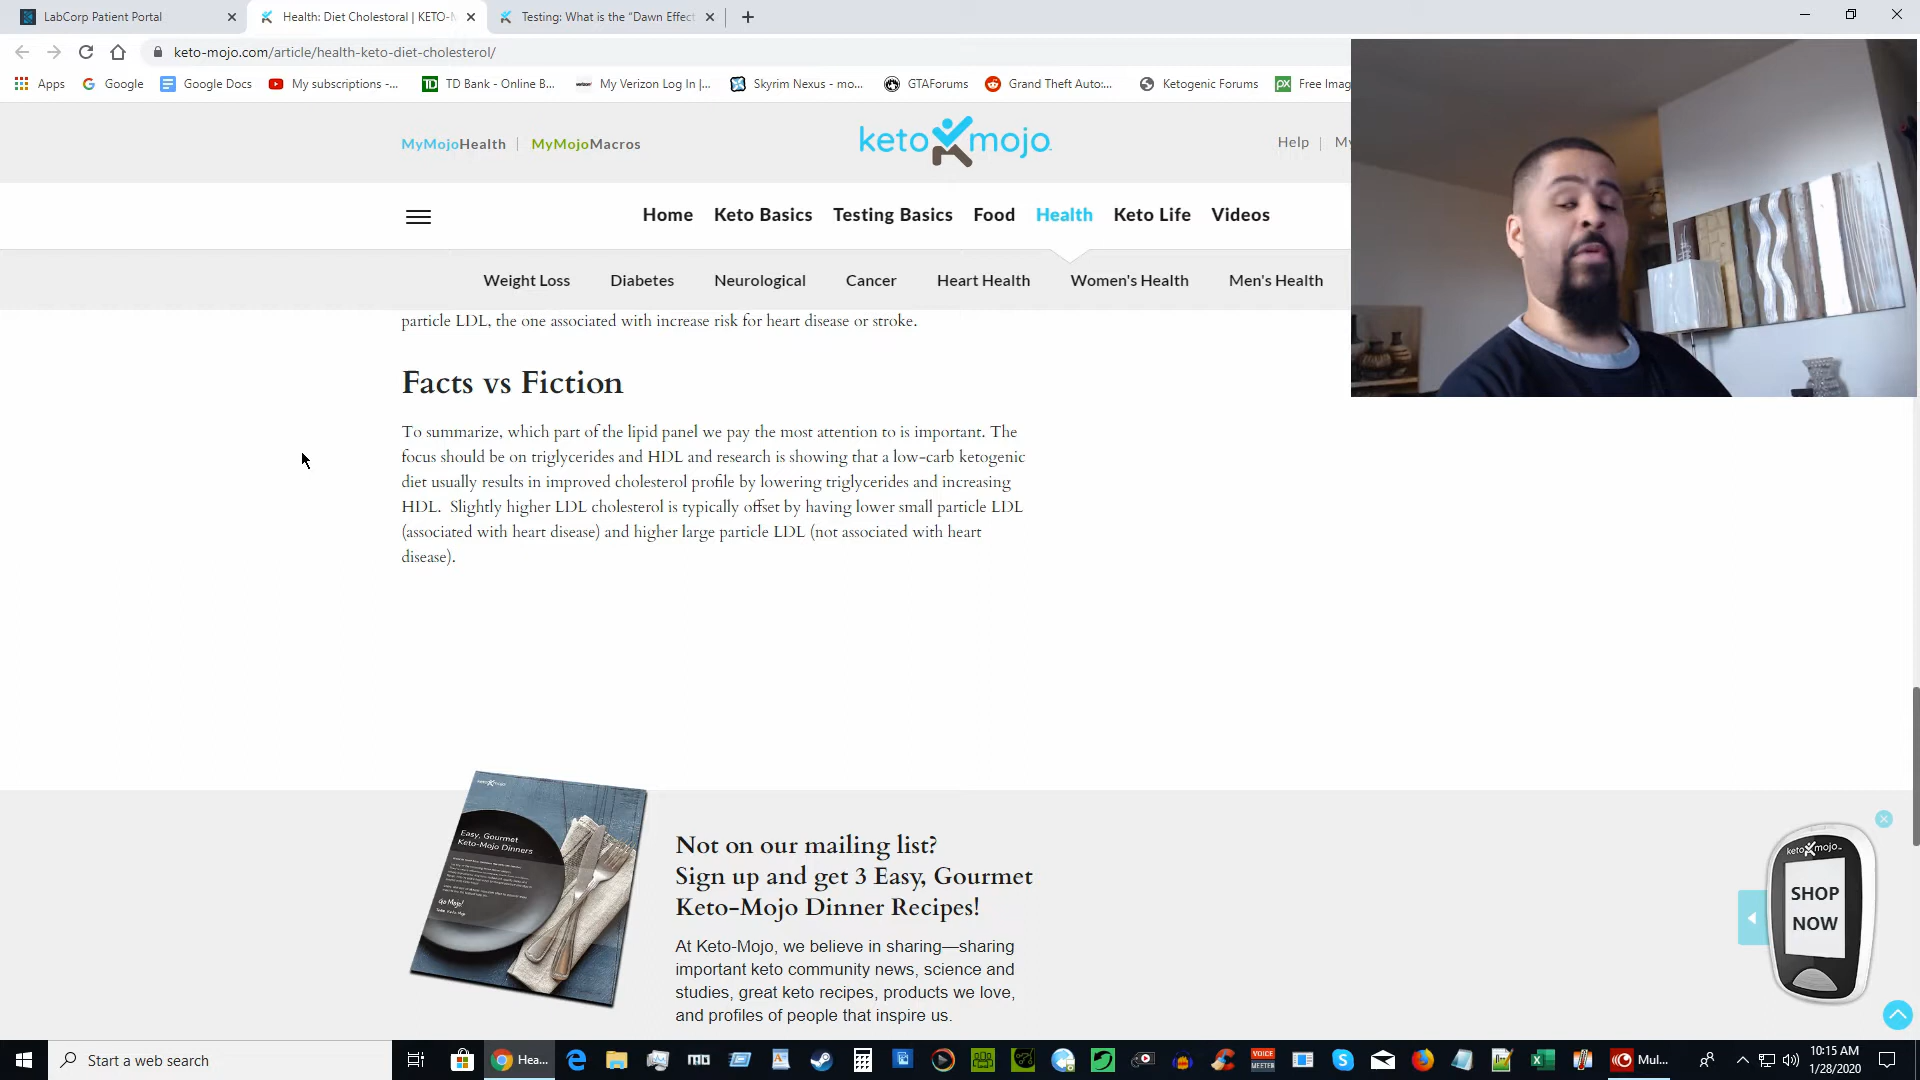 LabCorp Patient Portal
Health: Diet Cholestoral | KETO-M
Testing: What is the "Dawn Effect
keto-mojo.com/article/health-keto-diet-cholesterol/
Apps
Google
Google Docs
My subscriptions -...
TD Bank - Online B...
My Verizon Log In |...
Skyrim Nexus - mo...
GTAForums
Grand Theft Auto:...
Ketogenic Forums
Free Imag
MyMojoHealth | MyMojoMacros
keto mojo
Help | My
Home
Keto Basics
Testing Basics
Food
Health
Keto Life
Videos
Weight Loss
Diabetes
Neurological
Cancer
Heart Health
Women's Health
Men's Health
particle LDL, the one associated with increase risk for heart disease or stroke.
Facts vs Fiction
To summarize, which part of the lipid panel we pay the most attention to is important. The
focus should be on triglycerides and HDL and research is showing that a low-carb ketogenic
diet usually results in improved cholesterol profile by lowering triglycerides and increasing
HDL.  Slightly higher LDL cholesterol is typically offset by having lower small particle LDL
(associated with heart disease) and higher large particle LDL (not associated with heart
disease).
Easy, Gourmet
Keto-Mojo Dinners
Go Mojo!
Not on our mailing list?
Sign up and get 3 Easy, Gourmet
Keto-Mojo Dinner Recipes!
At Keto-Mojo, we believe in sharing—sharing
important keto community news, science and
studies, great keto recipes, products we love,
and profiles of people that inspire us.
keto mojo
SHOP
NOW
Start a web search
Hea...
VOICE
MEETER
Mul...
10:15 AM
1/28/2020